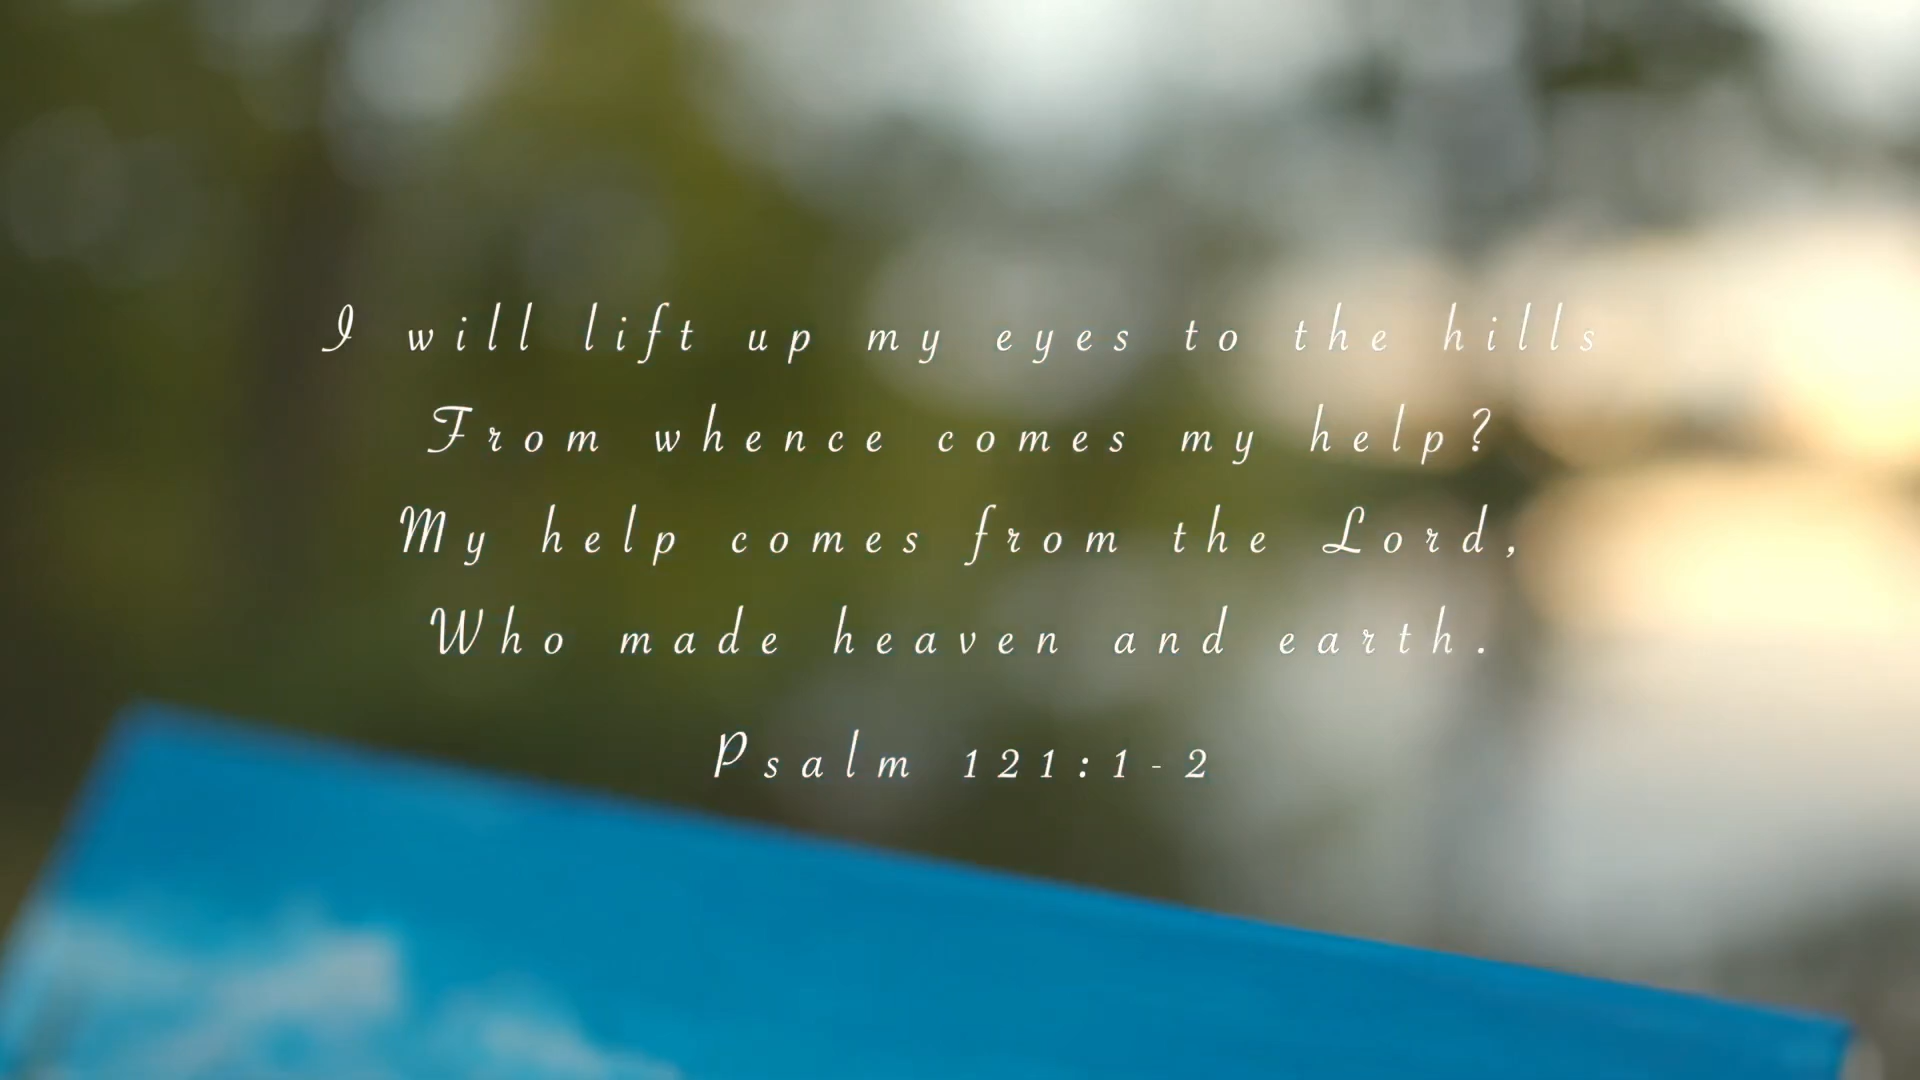 I will lift up my eyes to the hills
From whence comes my help?
My help comes from the Lord,
Who made heaven and earth.
Psalm 121:1-2